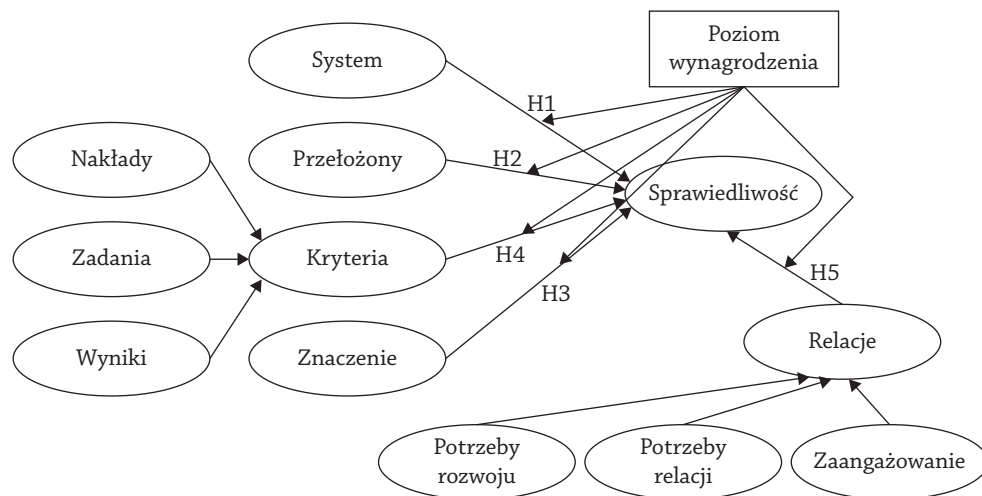 System
Poziom
wynagrodzenia
H1
Nakłady
Przełożony
H2
Sprawiedliwość
Zadania
Kryteria
H4
H5
H3
Wyniki
Znaczenie
Relacje
Potrzeby
rozwoju
Potrzeby
relacji
Zaangażowanie